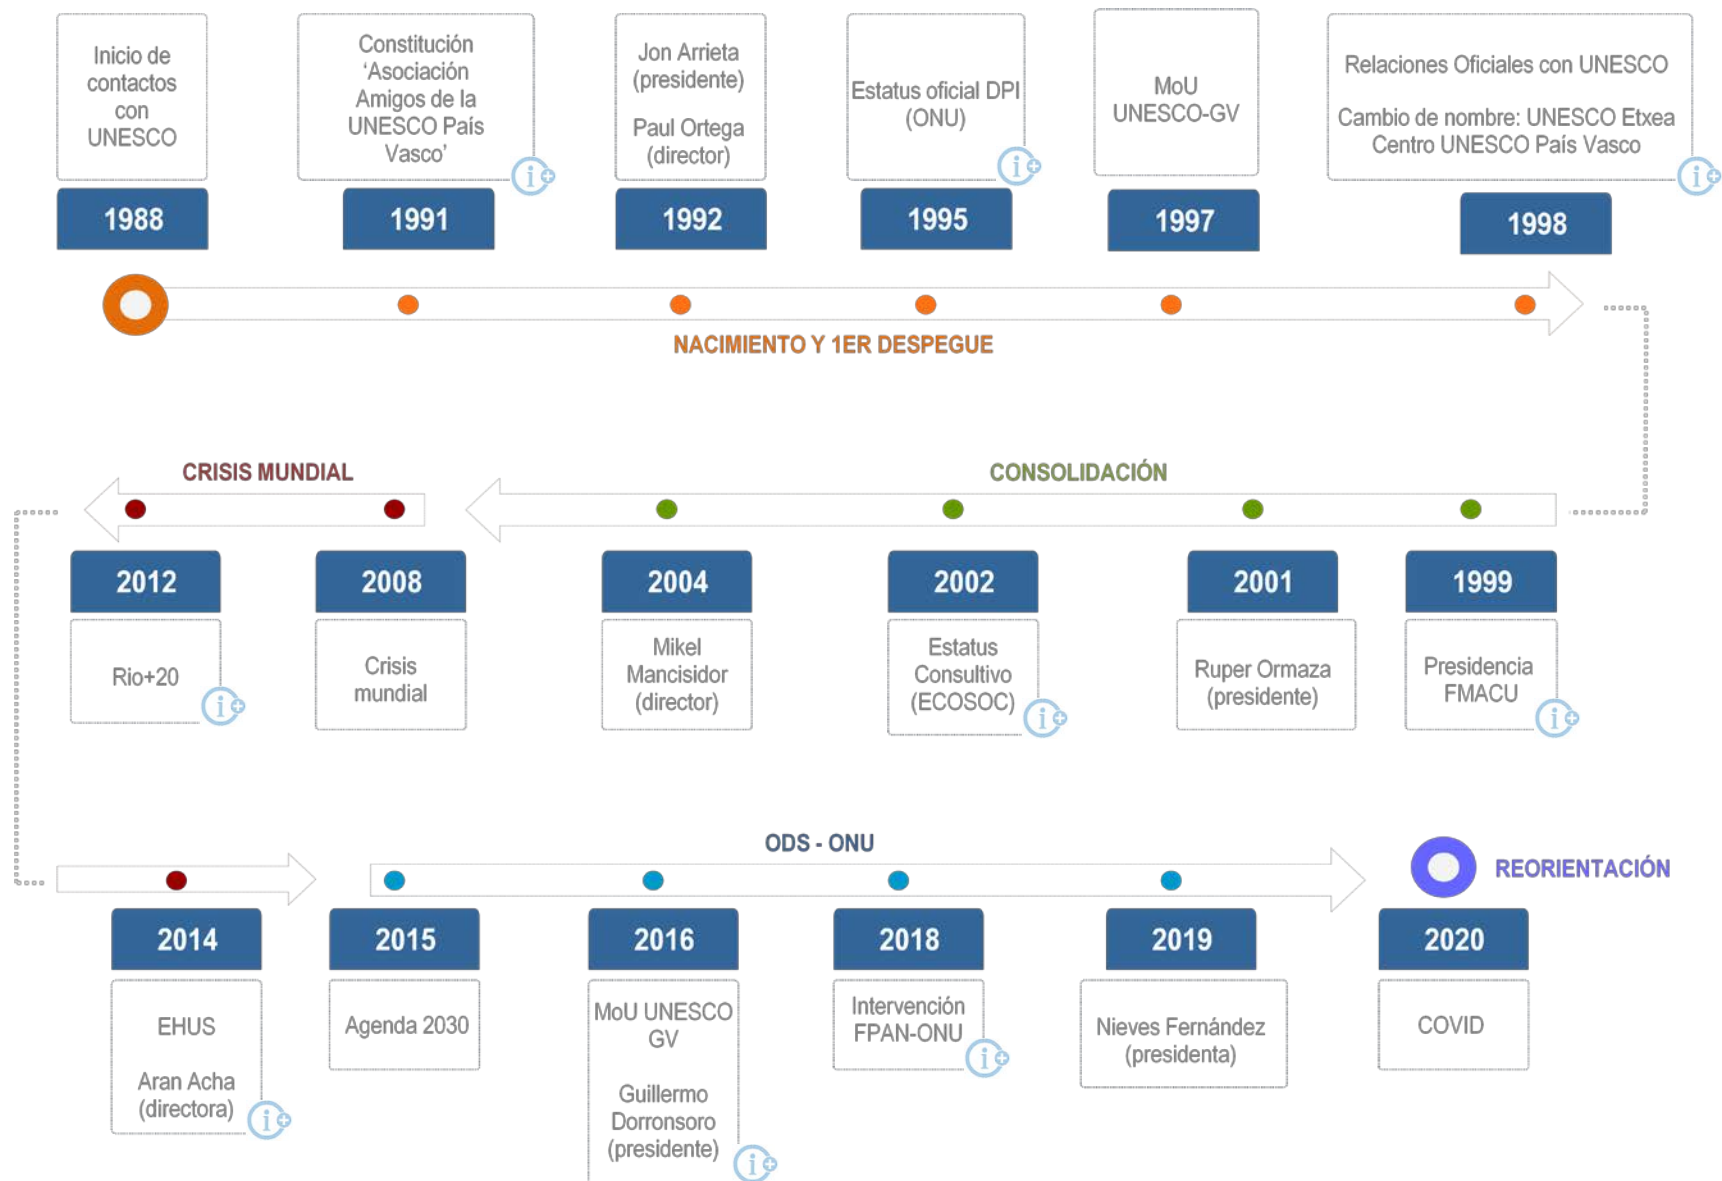 Inicio de
contactos
con
UNESCO
1988
Constitución
‘Asociación
Amigos de la
UNESCO País
Vasco’
1991
Jon Arrieta
(presidente)
Paul Ortega
(director)
1992
Estatus oficial DPI
(ONU)
1995
MoU
UNESCO-GV
1997
Relaciones Oficiales con UNESCO
Cambio de nombre: UNESCO Etxea
Centro UNESCO País Vasco
1998
NACIMIENTO Y 1ER DESPEGUE
CRISIS MUNDIAL
CONSOLIDACIÓN
2012
Rio+20
2008
Crisis
mundial
2004
Mikel
Mancisidor
(director)
2002
Estatus
Consultivo
(ECOSOC)
2001
Ruper Ormaza
(presidente)
1999
Presidencia
FMACU
ODS - ONU
REORIENTACIÓN
2014
EHUS
Aran Acha
(directora)
2015
Agenda 2030
2016
MoU UNESCO
GV
Guillermo
Dorronsoro
(presidente)
2018
Intervención
FPAN-ONU
2019
Nieves Fernández
(presidenta)
2020
COVID